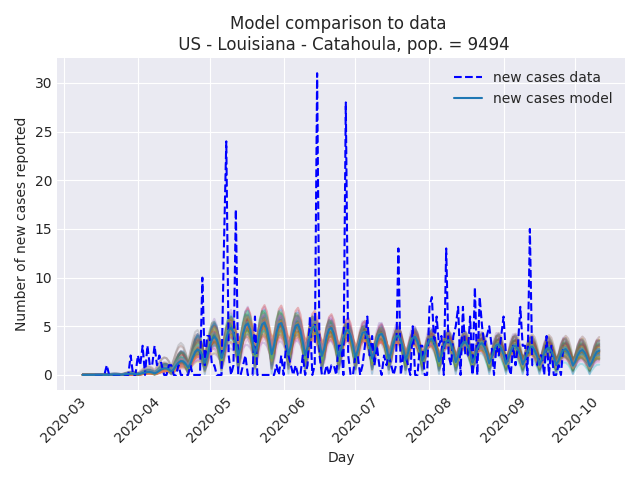 Model comparison to data
US - Louisiana - Catahoula, pop. = 9494
new cases data
new cases model
Number of new cases reported
30
25
20
15
10
5
0
2020-03
2020-04
2020-05
2020-06
2020-07
2020-08
2020-09
2020-10
Day